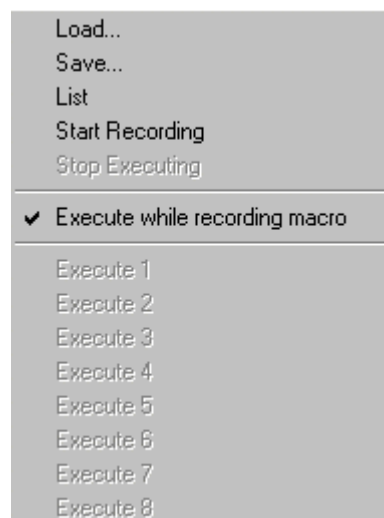 Load...
Save...
List
Start Recording
Stop Executing
Execute while recording macro
Execute 1
Execute 2
Execute 3
Execute 4
Execute 5
Execute 6
Execute 7
Execute 8